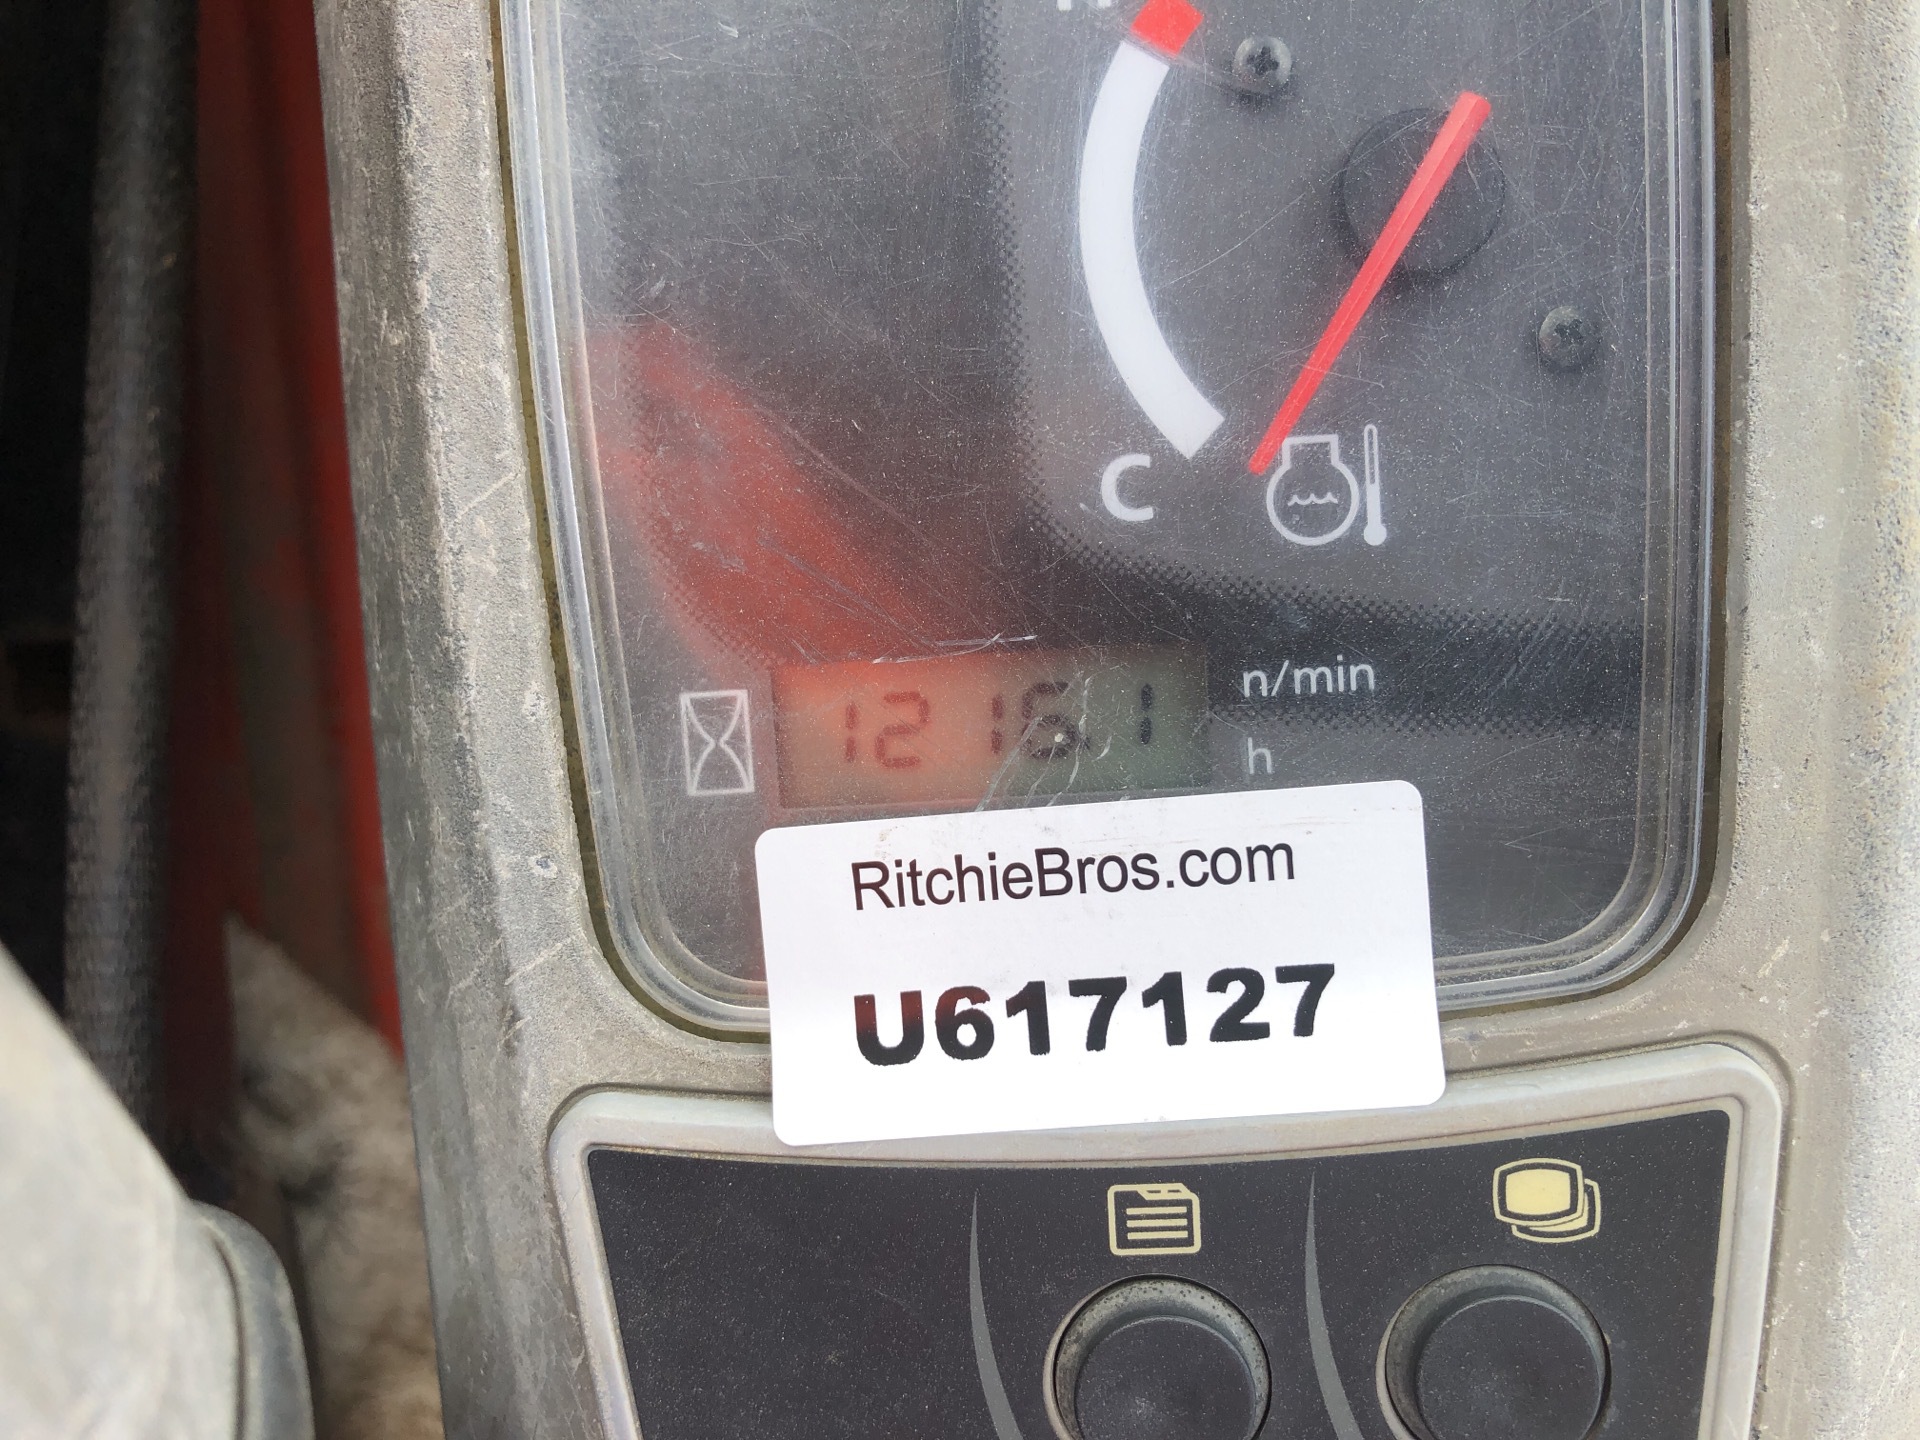 C
n/min
1216.1
h
RitchieBros.com
U617127